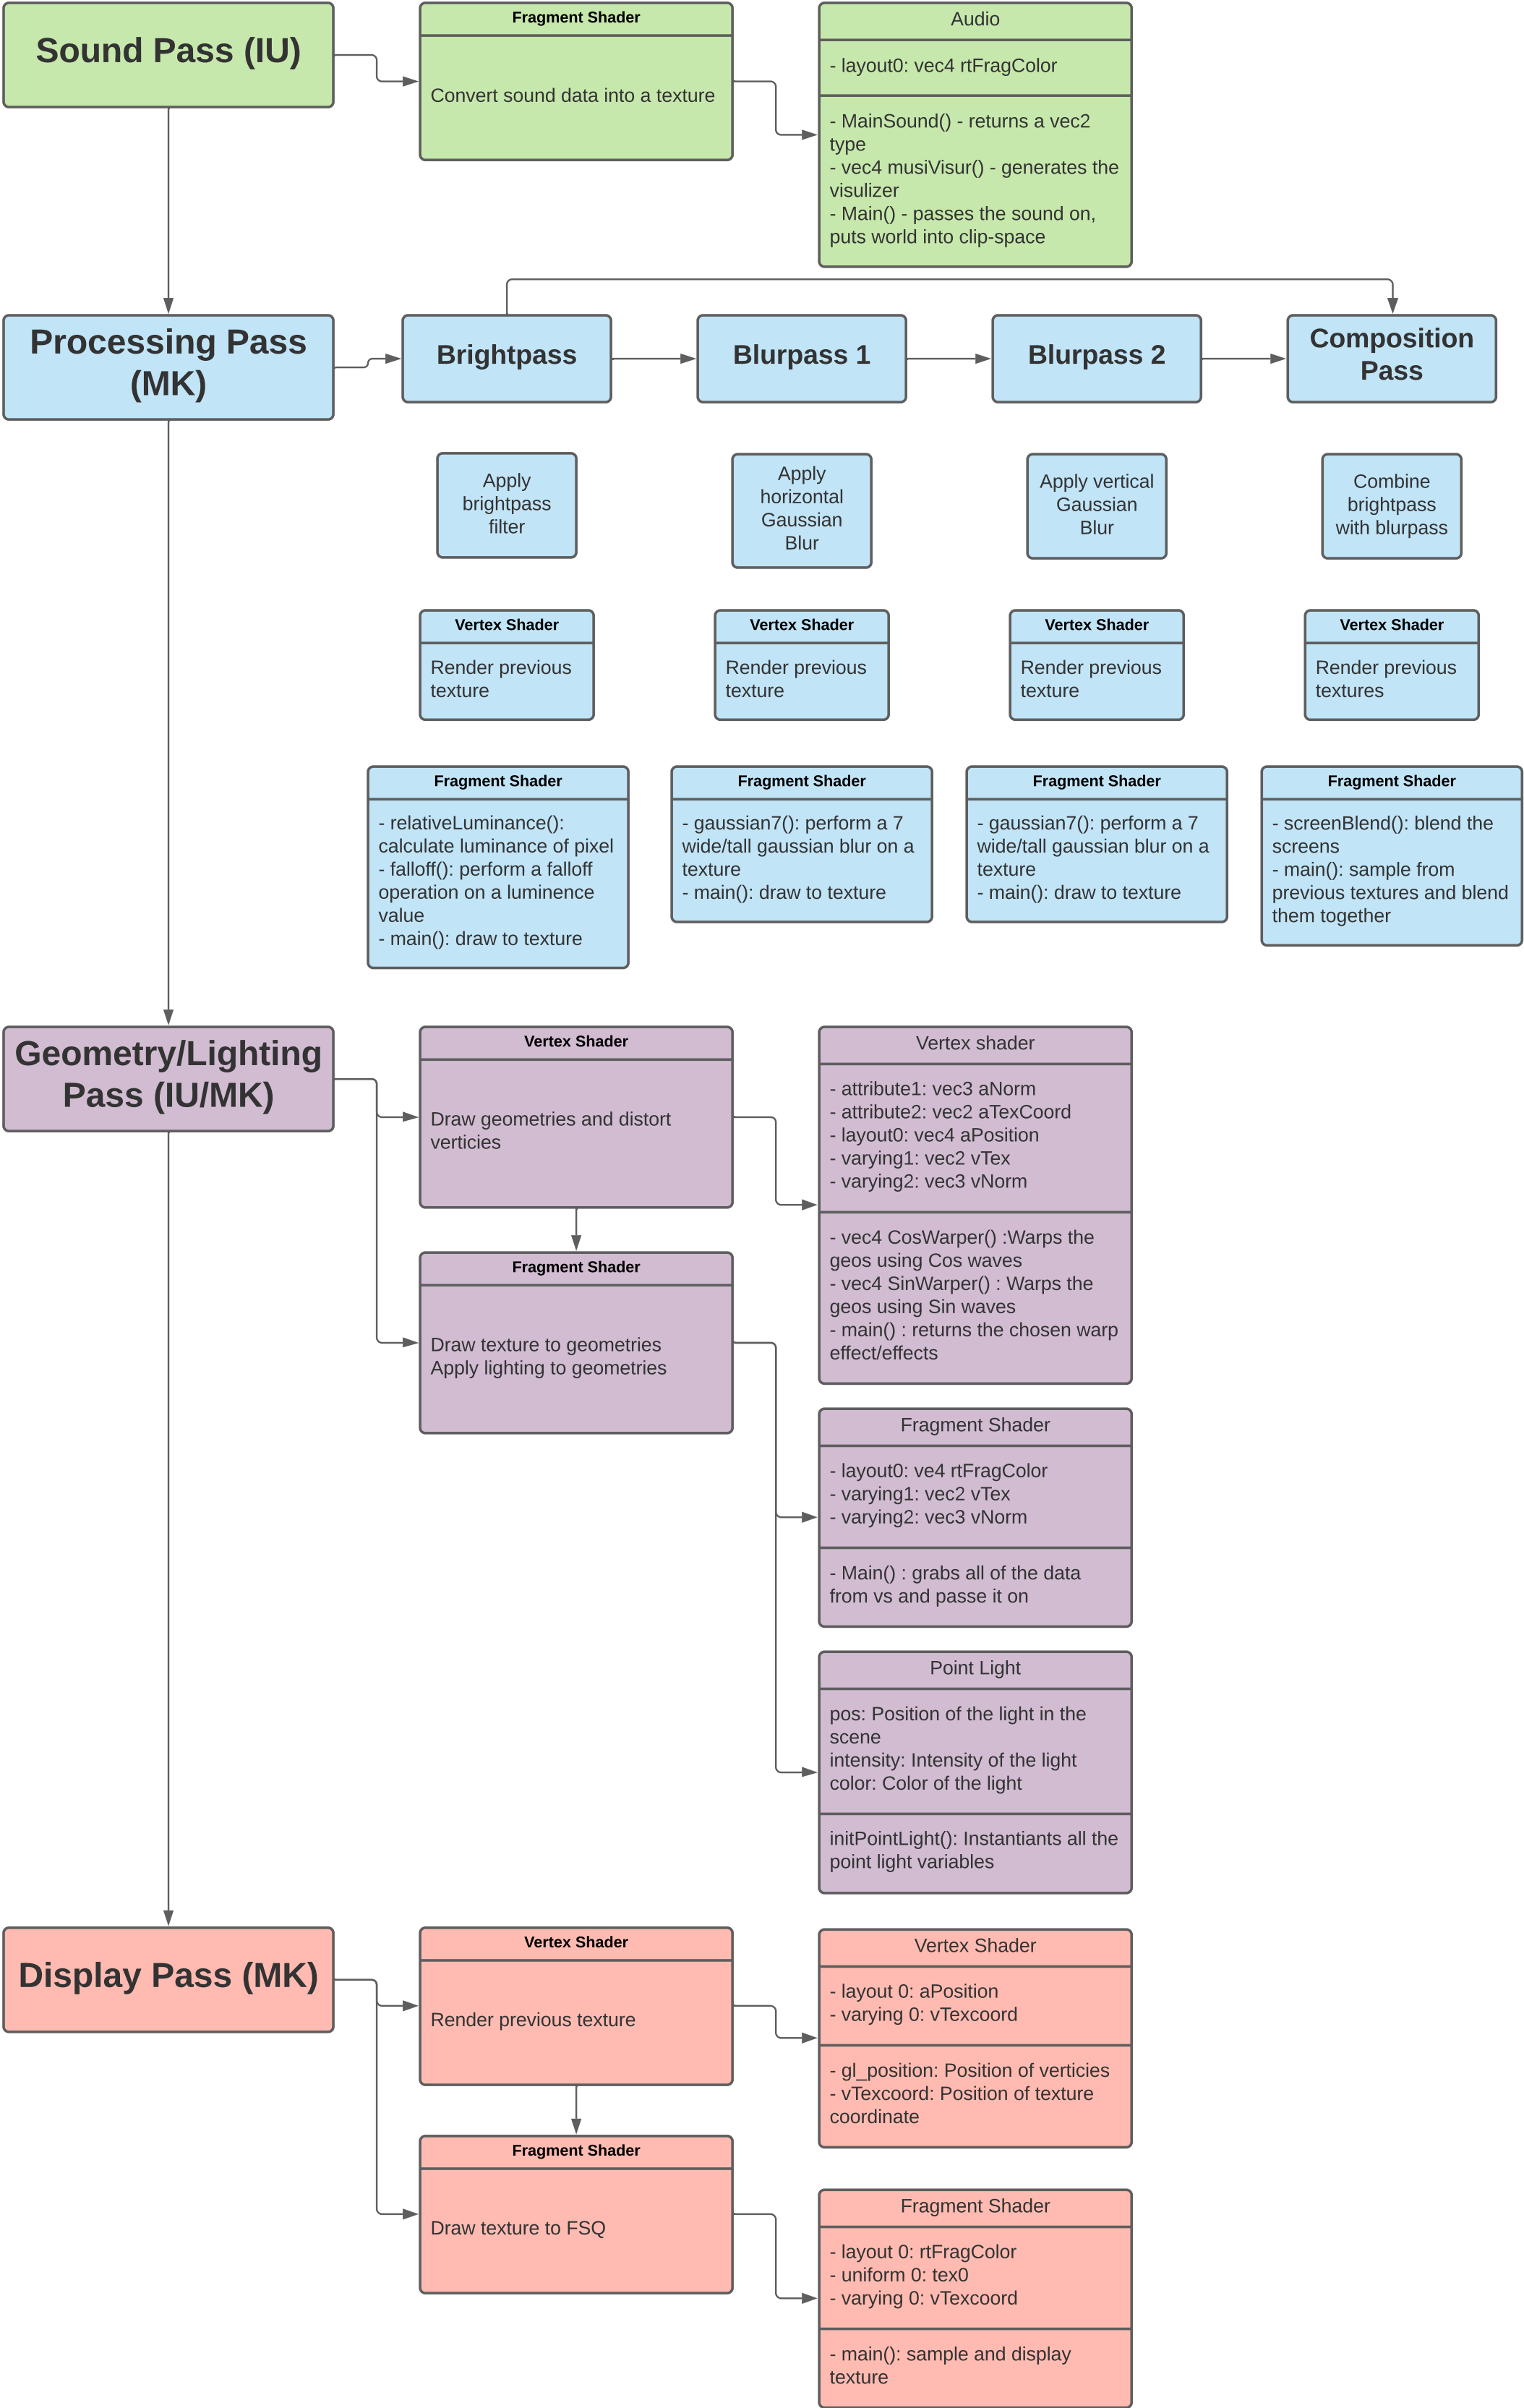 Sound Pass (IU)
Fragment Shader
Convert sound data into a texture
Audio
- layout0: vec4 rtFragColor
- MainSound() - returns a vec2
type
- vec4 musiVisur() - generates the
visulizer
- Main() - passes the sound on,
puts world into clip-space
Processing Pass
(MK)
Brightpass
Blurpass 1
Blurpass 2
Composition
Pass
Apply
brightpass
filter
Apply
horizontal
Gaussian
Blur
Apply vertical
Gaussian
Blur
Combine
brightpass
with blurpass
Vertex Shader
Render previous
texture
Vertex Shader
Render previous
texture
Vertex Shader
Render previous
texture
Vertex Shader
Render previous
textures
Fragment Shader
- relativeLuminance():
calculate luminance of pixel
- falloff(): perform a falloff
operation on a luminence
value
- main(): draw to texture
Fragment Shader
- gaussian7(): perform a 7
wide/tall gaussian blur on a
texture
- main(): draw to texture
Fragment Shader
- gaussian7(): perform a 7
wide/tall gaussian blur on a
texture
- main(): draw to texture
Fragment Shader
- screenBlend(): blend the
screens
- main(): sample from
previous textures and blend
them together
Geometry/Lighting
Pass (IU/MK)
Vertex Shader
Draw geometries and distort
verticies
Fragment Shader
Draw texture to geometries
Apply lighting to geometries
Vertex shader
- attribute1: vec3 aNorm
- attribute2: vec2 aTexCoord
- layout0: vec4 aPosition
- varying1: vec2 vTex
- varying2: vec3 vNorm
- vec4 CosWarper() :Warps the
geos using Cos waves
- vec4 SinWarper() : Warps the
geos using Sin waves
- main() : returns the chosen warp
effect/effects
Fragment Shader
- layout0: ve4 rtFragColor
- varying1: vec2 vTex
- varying2: vec3 vNorm
- Main() : grabs all of the data
from vs and passe it on
Point Light
pos: Position of the light in the
scene
intensity: Intensity of the light
color: Color of the light
initPointLight(): Instantiants all the
point light variables
Display Pass (MK)
Vertex Shader
Render previous texture
Fragment Shader
Draw texture to FSQ
Vertex Shader
- layout 0: aPosition
- varying 0: vTexcoord
- gl_position: Position of verticies
- vTexcoord: Position of texture
coordinate
Fragment Shader
- layout 0: rtFragColor
- uniform 0: tex0
- varying 0: vTexcoord
- main(): sample and display
texture